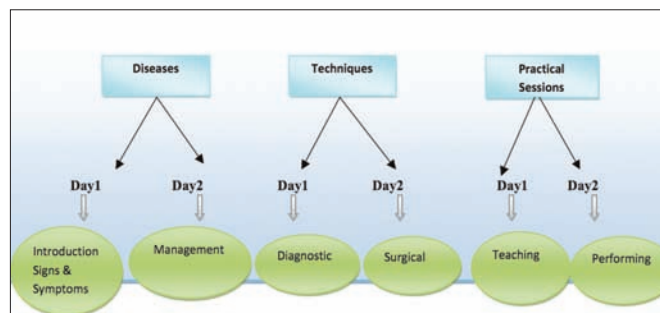 Diseases
Techniques
Practical
Sessions
Day1
Day2
Day1
Day2
Day1
Day2
Introduction
Signs &
Symptoms
Management
Diagnostic
Surgical
Teaching
Performing